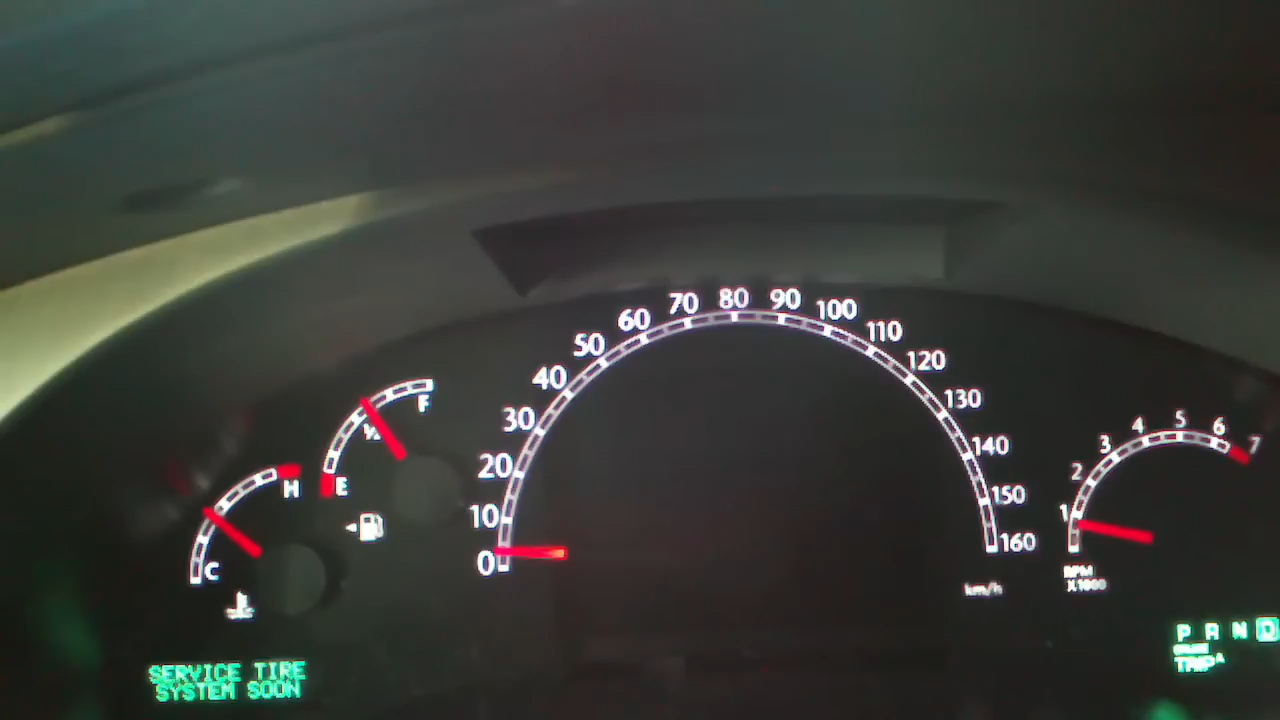 F
½
E
H
C
SERVICE TIRE
SYSTEM SOON
0
10
20
30
40
50
60
70
80
90
100
110
120
130
140
150
160
km/h
1
2
3
4
5
6
7
RPM
X1000
P R N D
TRIP A